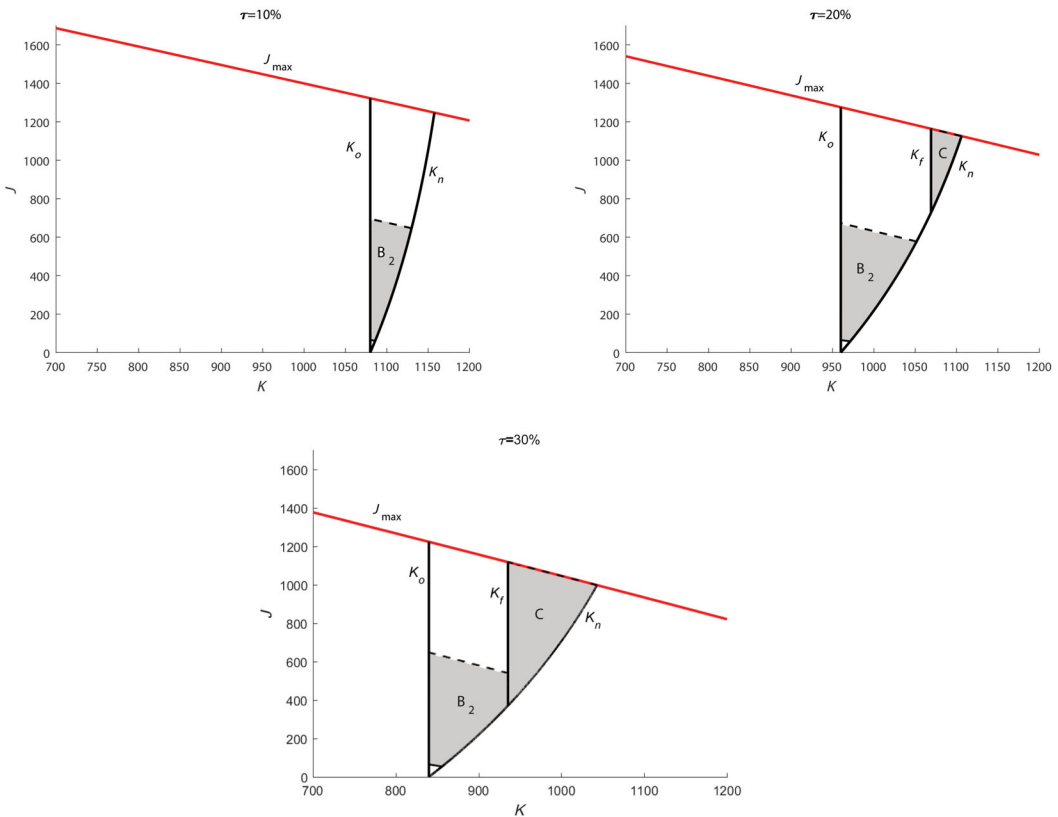 τ=10%
1600
1400
1200
1000
800
600
400
200
0
J
J max
K o
K n
B 2
700 750 800 850 900 950 1000 1050 1100 1150 1200
K
τ=20%
1600
1400
1200
1000
800
600
400
200
0
J
J max
K o
K f
C
K n
B 2
700 750 800 850 900 950 1000 1050 1100 1150 1200
K
τ=30%
1600
1400
1200
1000
800
600
400
200
0
J
J max
K o
K f
C
K n
B 2
700 800 900 1000 1100 1200
K